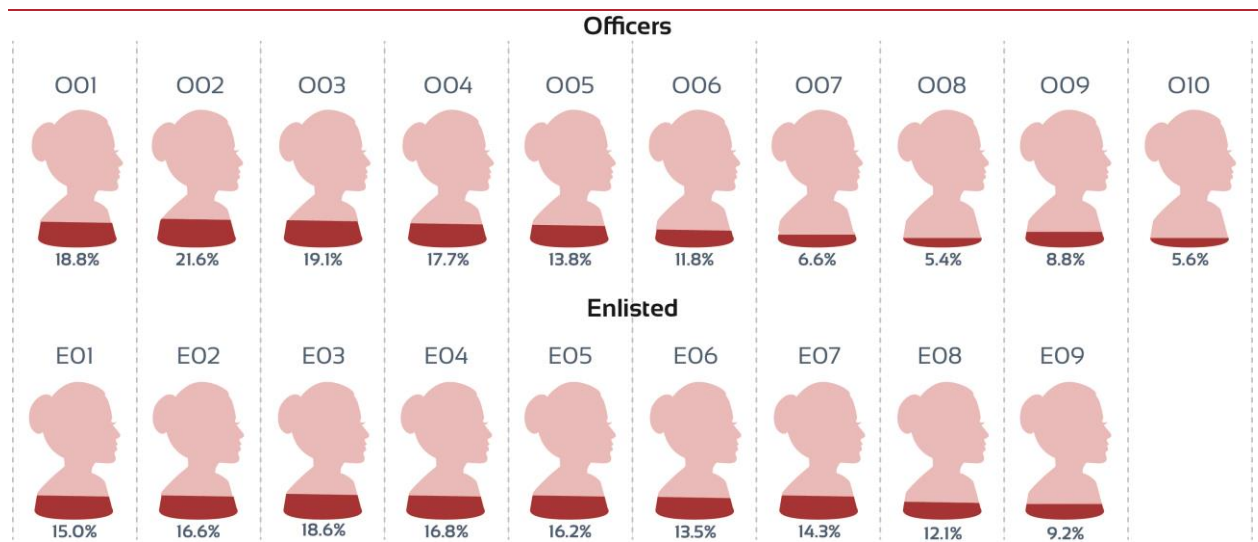 Officers
O01 O02 O03 O04 O05 O06 O07 O08 O09 O10
18.8% 21.6% 19.1% 17.7% 13.8% 11.8% 6.6% 5.4% 8.8% 5.6%
Enlisted
E01 E02 E03 E04 E05 E06 E07 E08 E09
15.0% 16.6% 18.6% 16.8% 16.2% 13.5% 14.3% 12.1% 9.2%